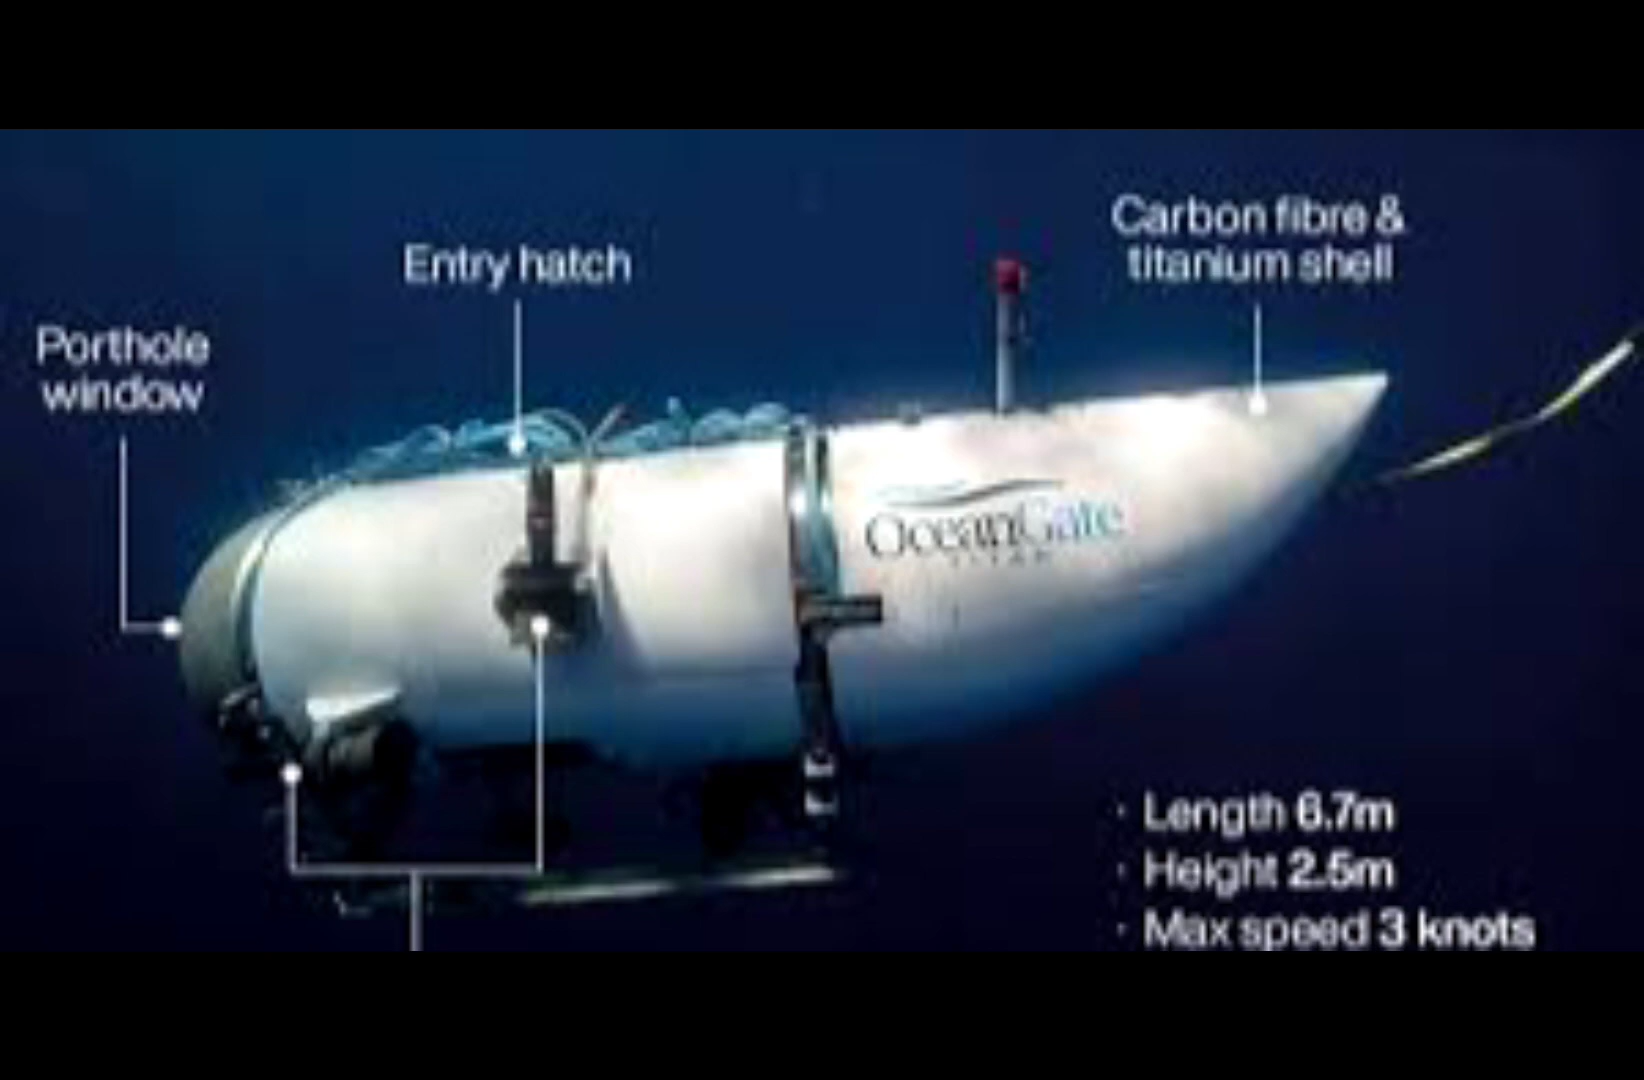 Carbon fibre &
titanium shell
Entry hatch
Porthole
window
OceanGate
· Length 6.7m
· Height 2.5m
· Max speed 3 knots